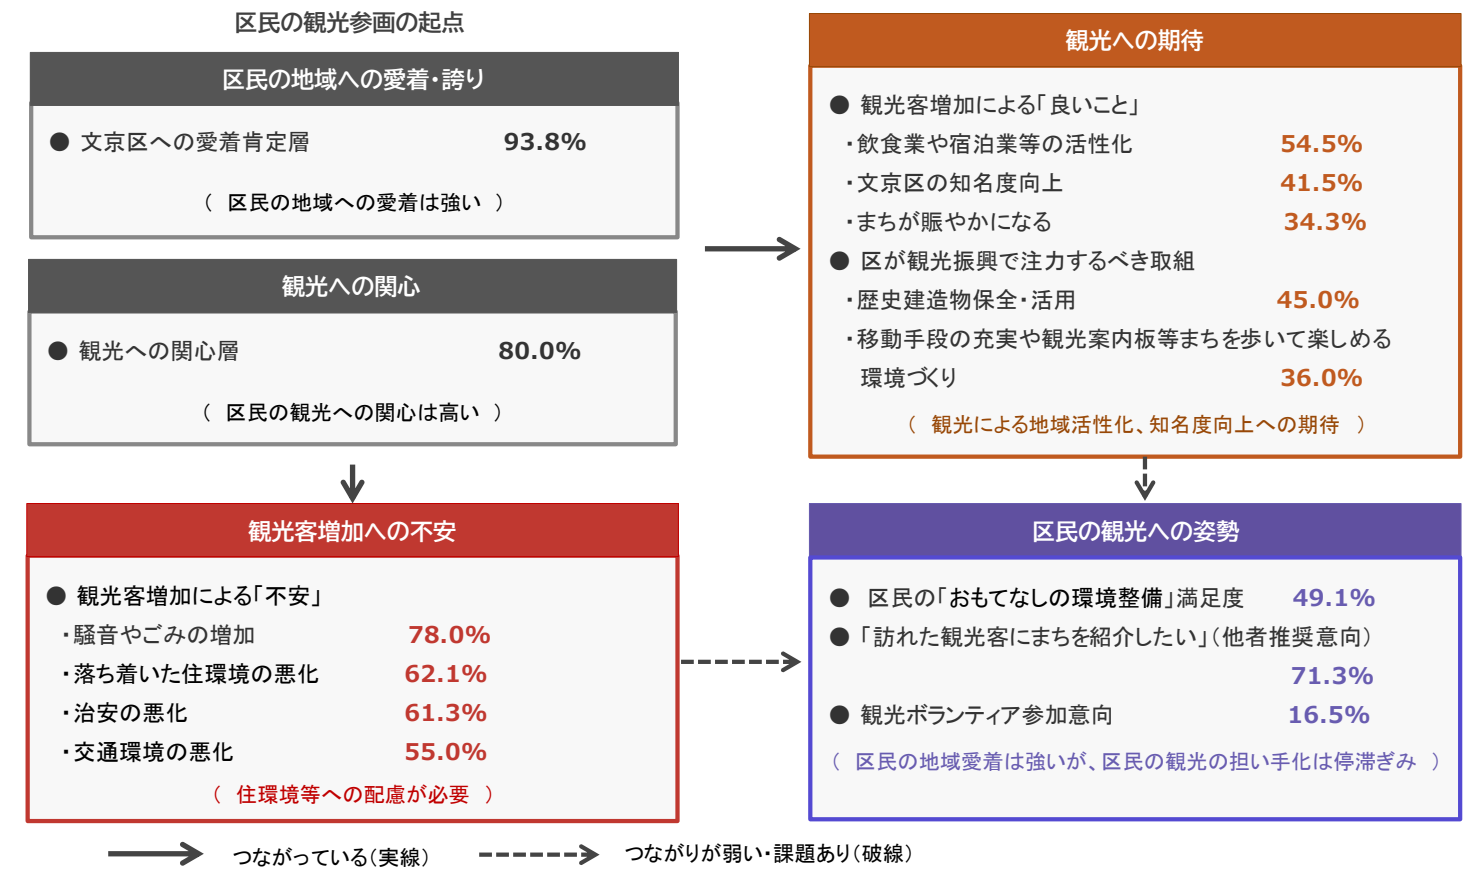 区民の観光参画の起点
区民の地域への愛着・誇り
● 文京区への愛着肯定層 93.8%
（ 区民の地域への愛着は強い ）
観光への関心
● 観光への関心層 80.0%
（ 区民の観光への関心は高い ）
観光への期待
● 観光客増加による「良いこと」
・飲食業や宿泊業等の活性化 54.5%
・文京区の知名度向上 41.5%
・まちが賑やかになる 34.3%
● 区が観光振興で注力するべき取組
・歴史建造物保全・活用 45.0%
・移動手段の充実や観光案内板等まちを歩いて楽しめる
環境づくり 36.0%
（ 観光による地域活性化、知名度向上への期待 ）
観光客増加への不安
● 観光客増加による「不安」
・騒音やごみの増加 78.0%
・落ち着いた住環境の悪化 62.1%
・治安の悪化 61.3%
・交通環境の悪化 55.0%
（ 住環境等への配慮が必要 ）
区民の観光への姿勢
● 区民の「おもてなしの環境整備」満足度 49.1%
● 「訪れた観光客にまちを紹介したい」（他者推奨意向）
71.3%
● 観光ボランティア参加意向 16.5%
（ 区民の地域愛着は強いが、区民の観光の担い手化は停滞ぎみ ）
つながっている（実線）
つながりが弱い・課題あり（破線）